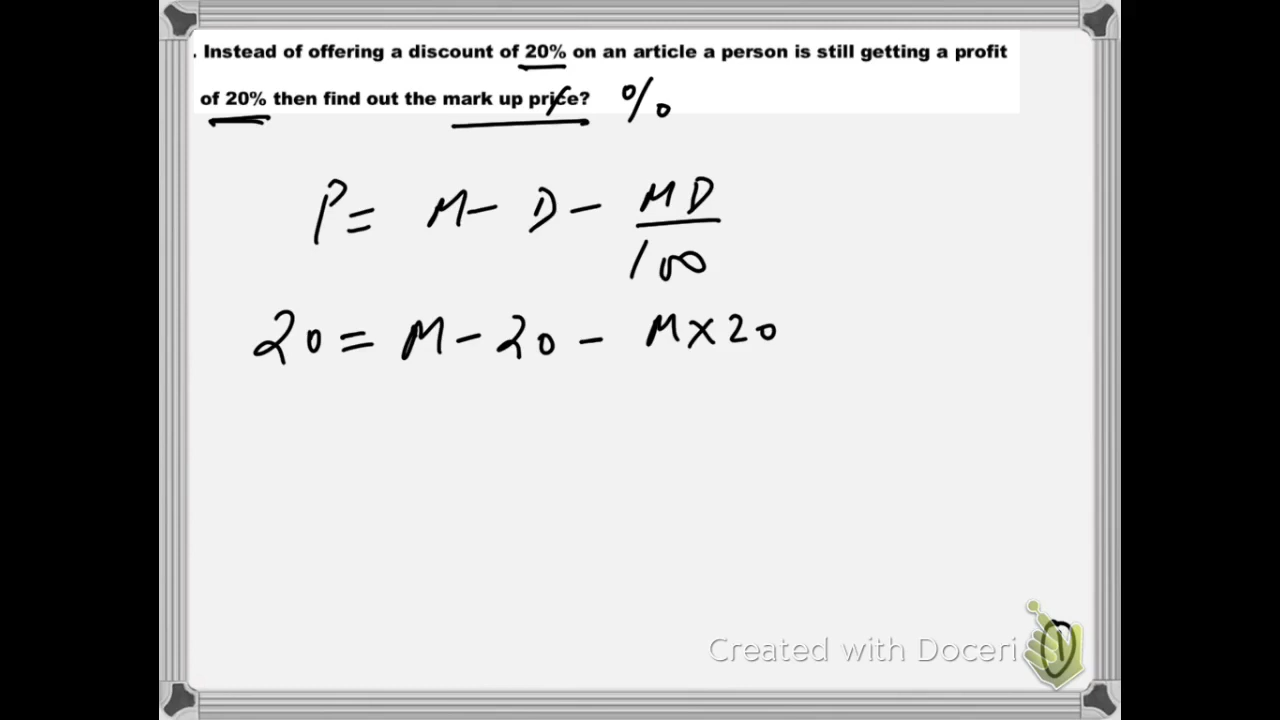 . Instead of offering a discount of 20% on an article a person is still getting a profit
of 20% then find out the mark up price? %
P = M - D - MD/100
20 = M - 20 - M×20
Created with Doceri
1